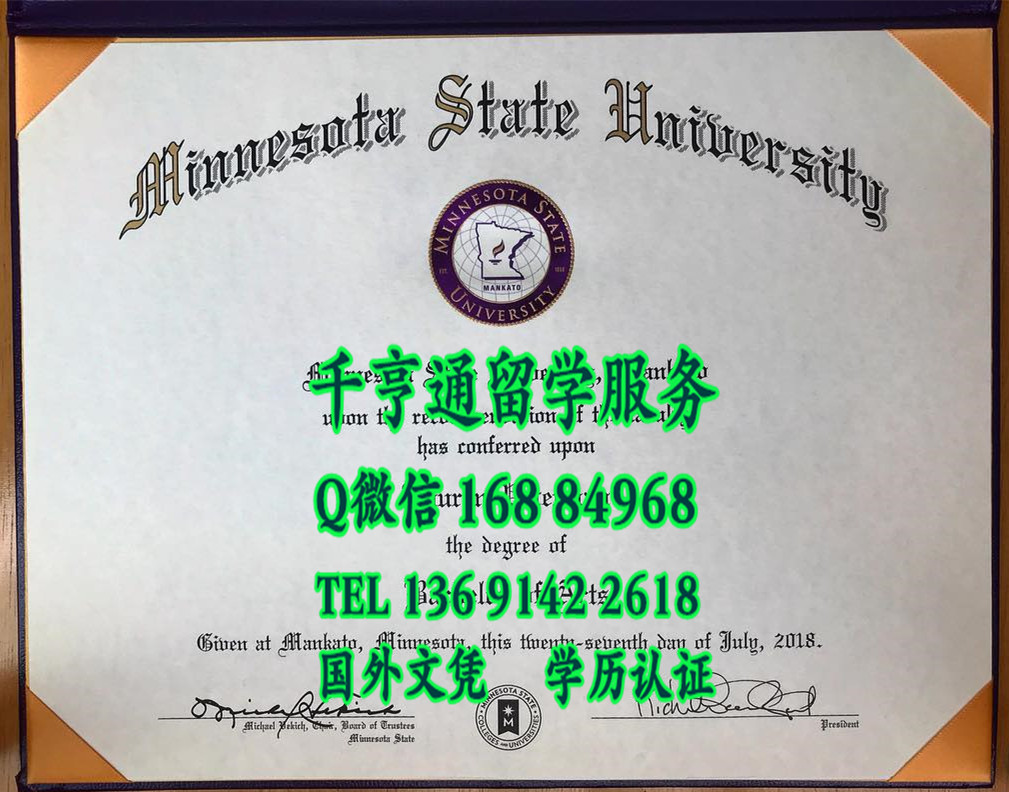 Minnesota State University
MINNESOTA STATE
UNIVERSITY
EST. 1868
MANKATO
千亨通留学服务
upon
has conferred upon
Q微信 168 84968
the degree of
TEL 136 9142 2618
Given at Mankato, Minnesota, this twenty-seventh day of July, 2018.
国外文凭 学历认证
Michael Vekich, Chair, Board of Trustees
Minnesota State
MINNESOTA STATE
COLLEGES AND UNIVERSITIES
M
President